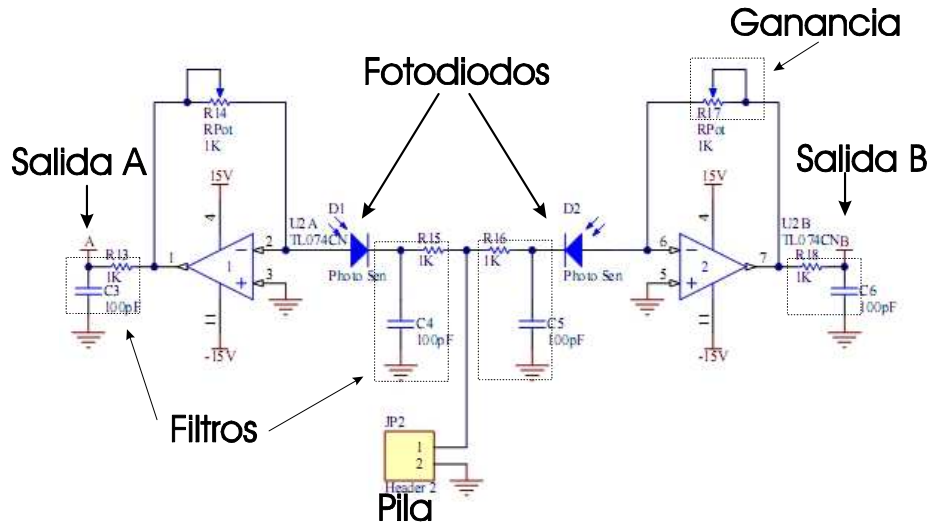 Ganancia
Fotodiodos
R14
RPot
1K
R17
RPot
1K
Salida A
Salida B
15V
15V
4
4
D1
D2
U2A
TL074CN
U2B
TL074CN
A
R13
1K
1
1
2
3
Photo Sen
R15
1K
R16
1K
Photo Sen
6
5
2
7
R18
1K
B
C3
100pF
C4
100pF
C5
100pF
C6
100pF
11
11
-15V
-15V
Filtros
JP2
1
2
Header 2
Pila